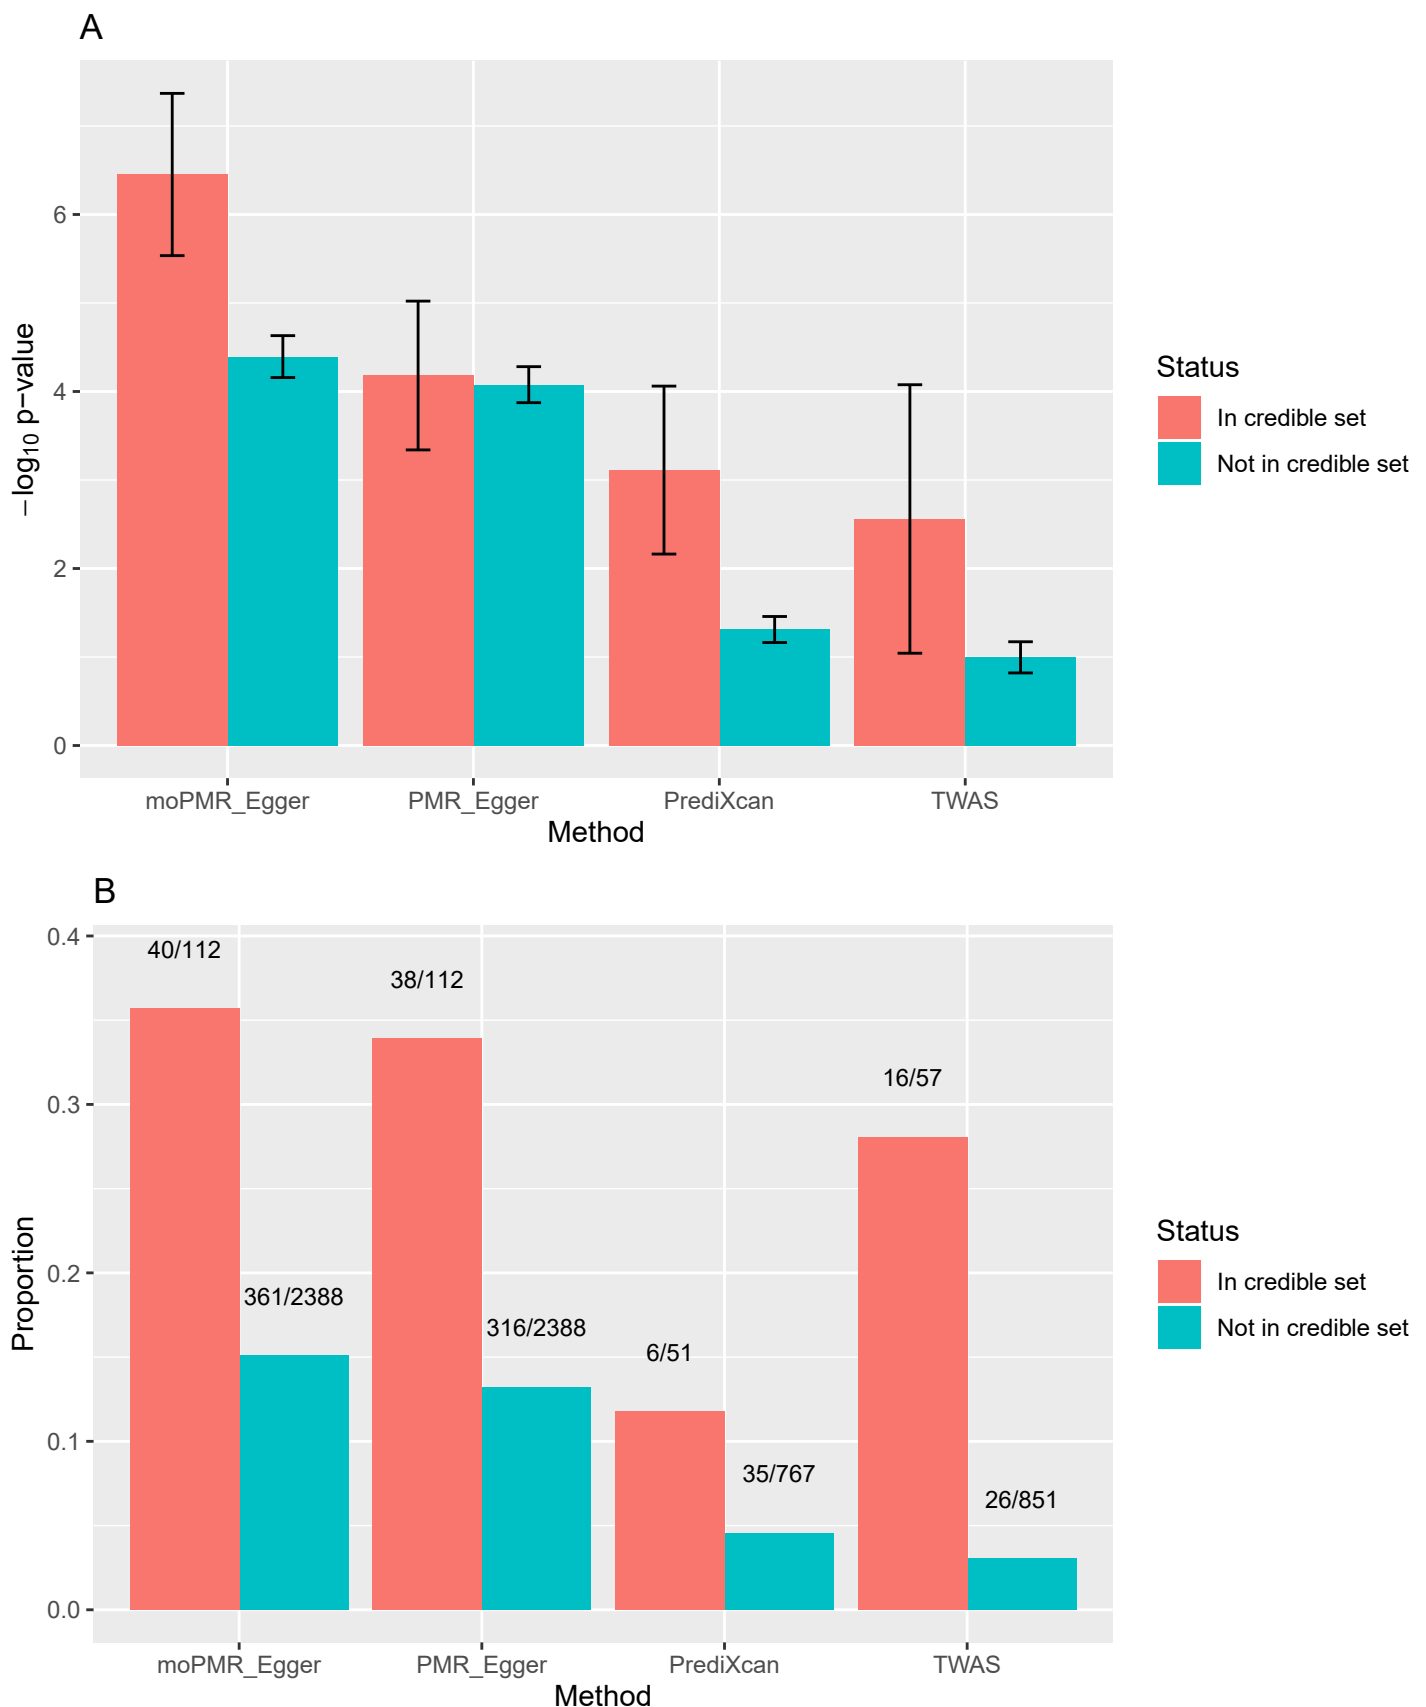 A
6
4
2
0
−log10 p−value
moPMR_Egger PMR_Egger PrediXcan TWAS
Method
Status
In credible set
Not in credible set
B
0.4
0.3
0.2
0.1
0.0
Proportion
40/112
38/112
16/57
361/2388
316/2388
6/51
35/767
26/851
moPMR_Egger PMR_Egger PrediXcan TWAS
Method
Status
In credible set
Not in credible set